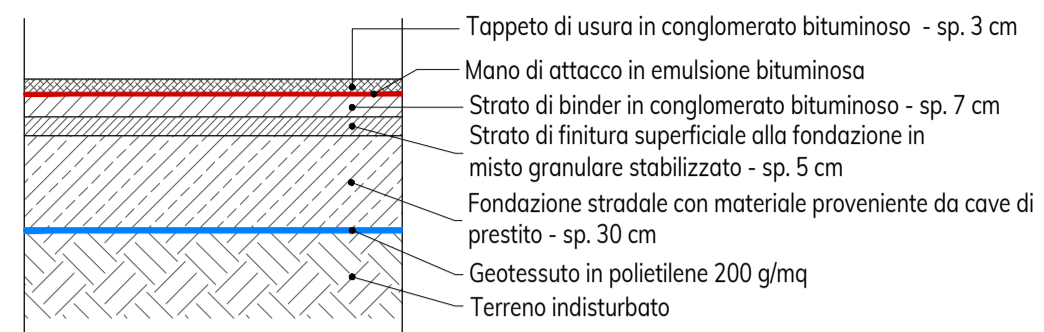 Tappeto di usura in conglomerato bituminoso - sp. 3 cm
Mano di attacco in emulsione bituminosa
Strato di binder in conglomerato bituminoso - sp. 7 cm
Strato di finitura superficiale alla fondazione in
misto granulare stabilizzato - sp. 5 cm
Fondazione stradale con materiale proveniente da cave di
prestito - sp. 30 cm
Geotessuto in polietilene 200 g/mq
Terreno indisturbato